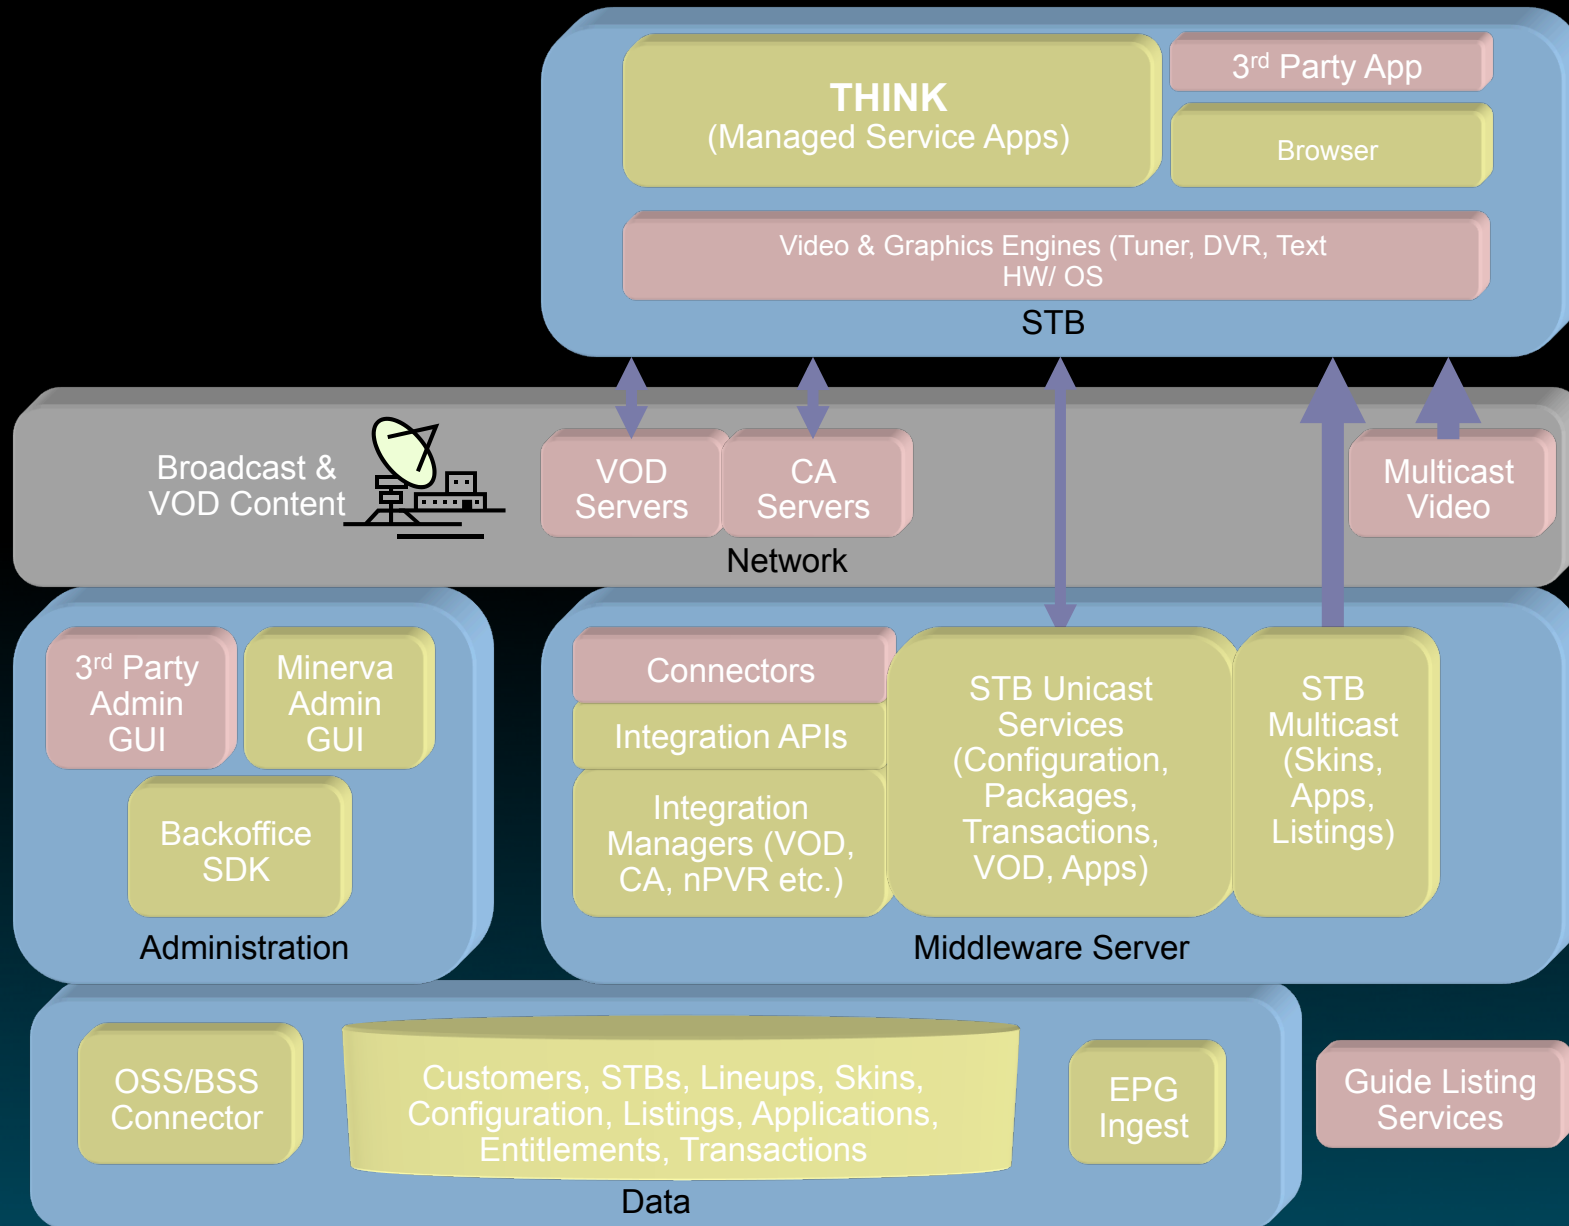 THINK
(Managed Service Apps)
3rd Party App
Browser
Video & Graphics Engines (Tuner, DVR, Text
HW/ OS
STB
Broadcast &
VOD Content
VOD
Servers
CA
Servers
Multicast
Video
Network
3rd Party
Admin
GUI
Minerva
Admin
GUI
Backoffice
SDK
Administration
Connectors
Integration APIs
Integration
Managers (VOD,
CA, nPVR etc.)
STB Unicast
Services
(Configuration,
Packages,
Transactions,
VOD, Apps)
STB
Multicast
(Skins,
Apps,
Listings)
Middleware Server
OSS/BSS
Connector
Customers, STBs, Lineups, Skins,
Configuration, Listings, Applications,
Entitlements, Transactions
EPG
Ingest
Data
Guide Listing
Services